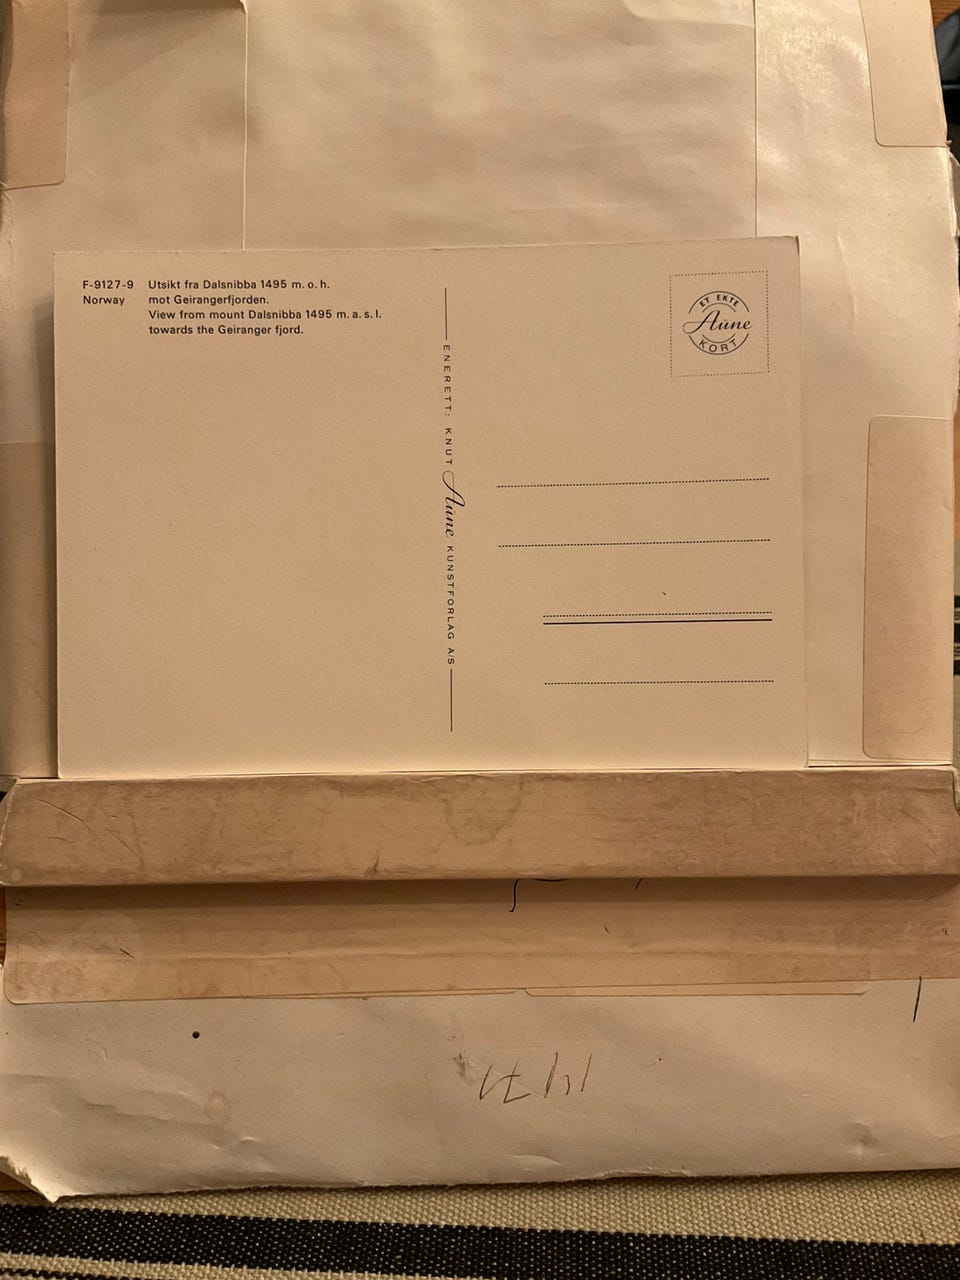 F-9127-9 Utsikt fra Dalsnibba 1495 m. o. h.
Norway mot Geirangerfjorden.
View from mount Dalsnibba 1495 m. a. s. l.
towards the Geiranger fjord.
ENERETT: KNUT Aune KUNSTFORLAG A/S
ET EKTE
Aune
KORT